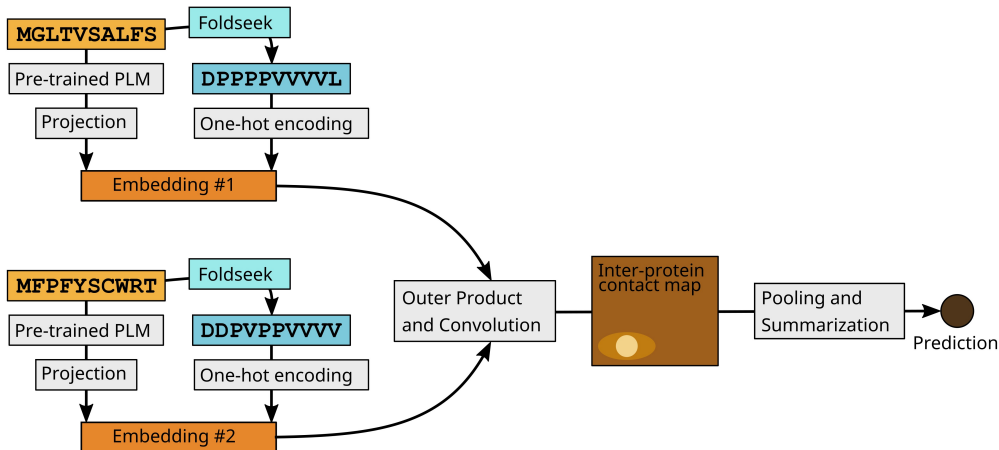 MGLTVSALFS
Foldseek
Pre-trained PLM
DPPPPVVVVL
Projection
One-hot encoding
Embedding #1
MFPFYSCWRT
Foldseek
Pre-trained PLM
DDPVPPVVVV
Projection
One-hot encoding
Embedding #2
Outer Product
and Convolution
Inter-protein
contact map
Pooling and
Summarization
Prediction